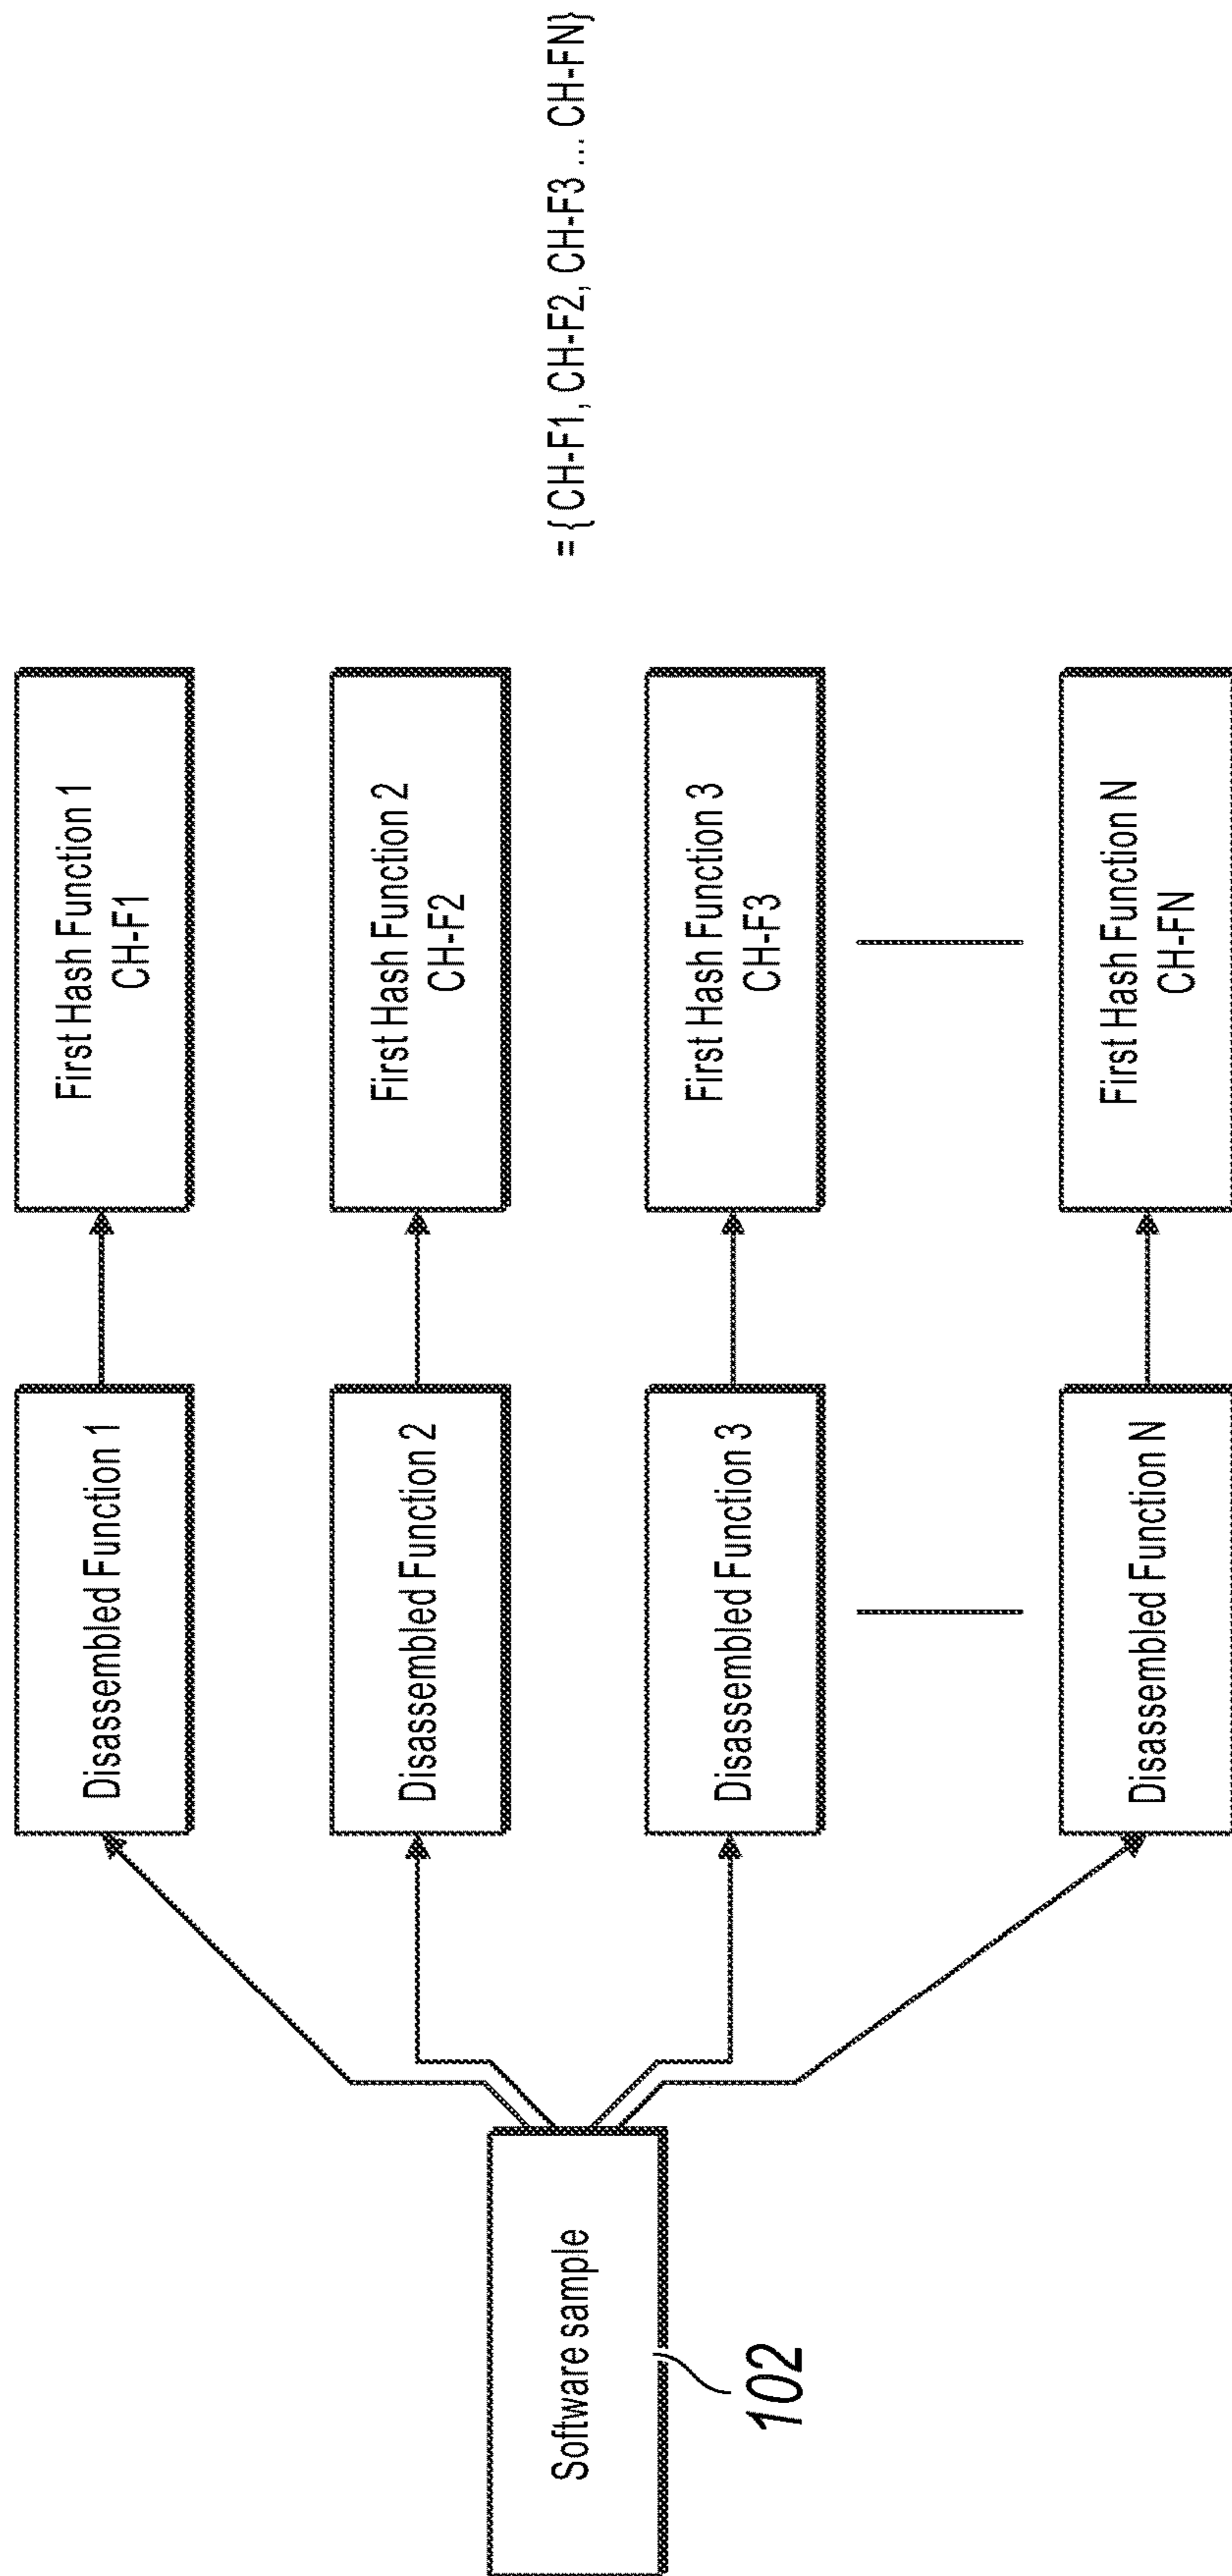 Software sample
102
Disassembled Function 1
Disassembled Function 2
Disassembled Function 3
Disassembled Function N
First Hash Function 1
CH-F1
First Hash Function 2
CH-F2
First Hash Function 3
CH-F3
First Hash Function N
CH-FN
= { CH-F1, CH-F2, CH-F3 ... CH-FN}